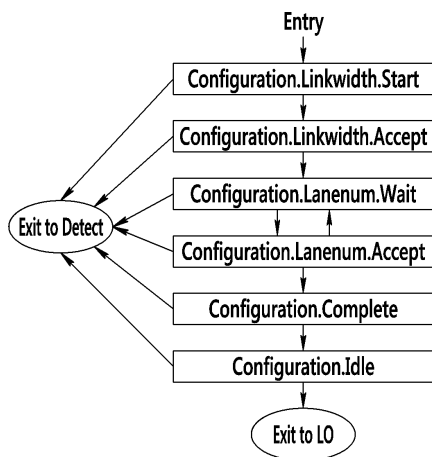 Entry
Configuration.Linkwidth.Start
Configuration.Linkwidth.Accept
Configuration.Lanenum.Wait
Exit to Detect
Configuration.Lanenum.Accept
Configuration.Complete
Configuration.Idle
Exit to LO